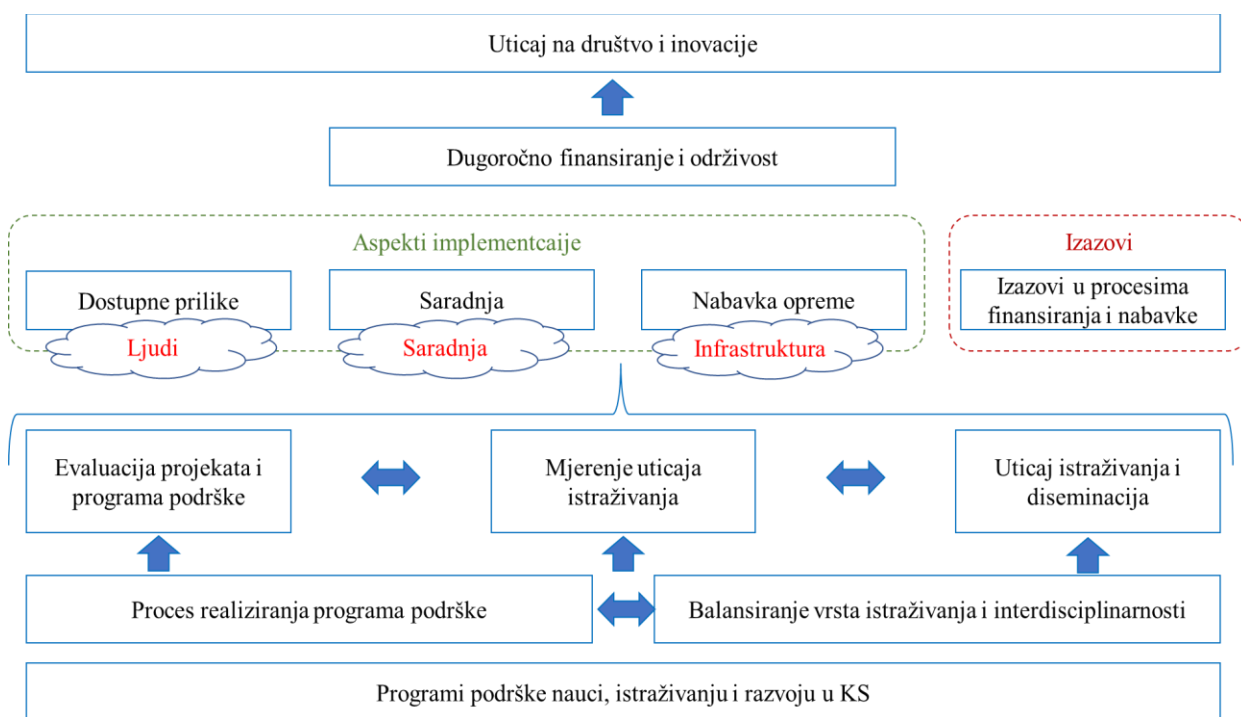 Uticaj na društvo i inovacije
Dugoročno finansiranje i održivost
Aspekti implementcaije
Izazovi
Dostupne prilike
Saradnja
Nabavka opreme
Izazovi u procesima
finansiranja i nabavke
Ljudi
Saradnja
Infrastruktura
Evaluacija projekata i
programa podrške
Mjerenje uticaja
istraživanja
Uticaj istraživanja i
diseminacija
Proces realiziranja programa podrške
Balansiranje vrsta istraživanja i interdisciplinarnosti
Programi podrške nauci, istraživanju i razvoju u KS